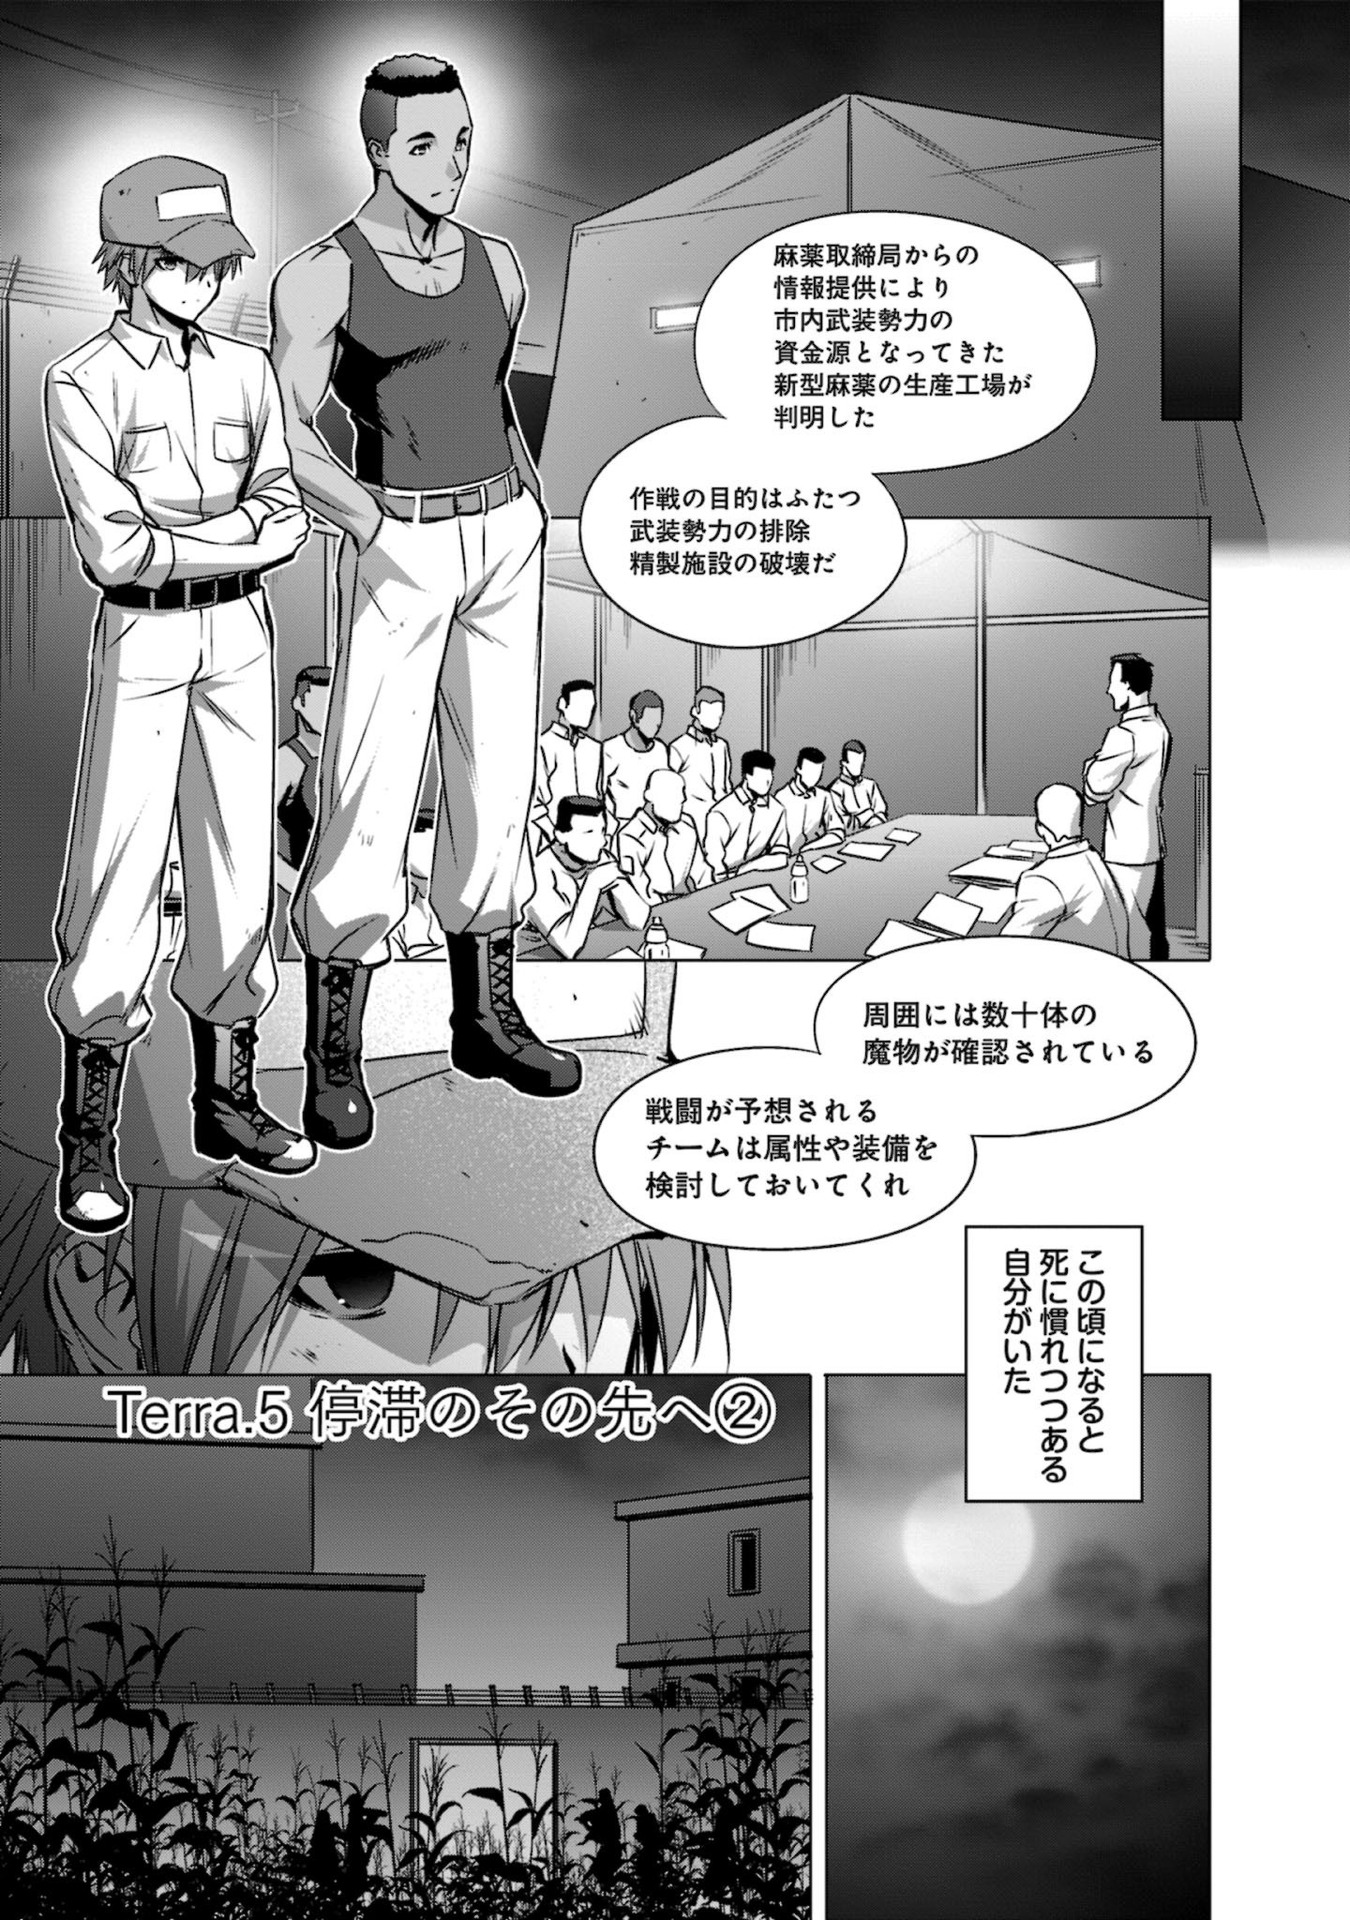 麻薬取締局からの
情報提供により
市内武装勢力の
資金源となってきた
新型麻薬の生産工場が
判明した
作戦の目的はふたつ
武装勢力の排除
精製施設の破壊だ
周囲には数十体の
魔物が確認されている
戦闘が予想される
チームは属性や装備を
検討しておいてくれ
この頃になると
死に慣れつつある
自分がいた
Terra.5 停滞のその先へ②